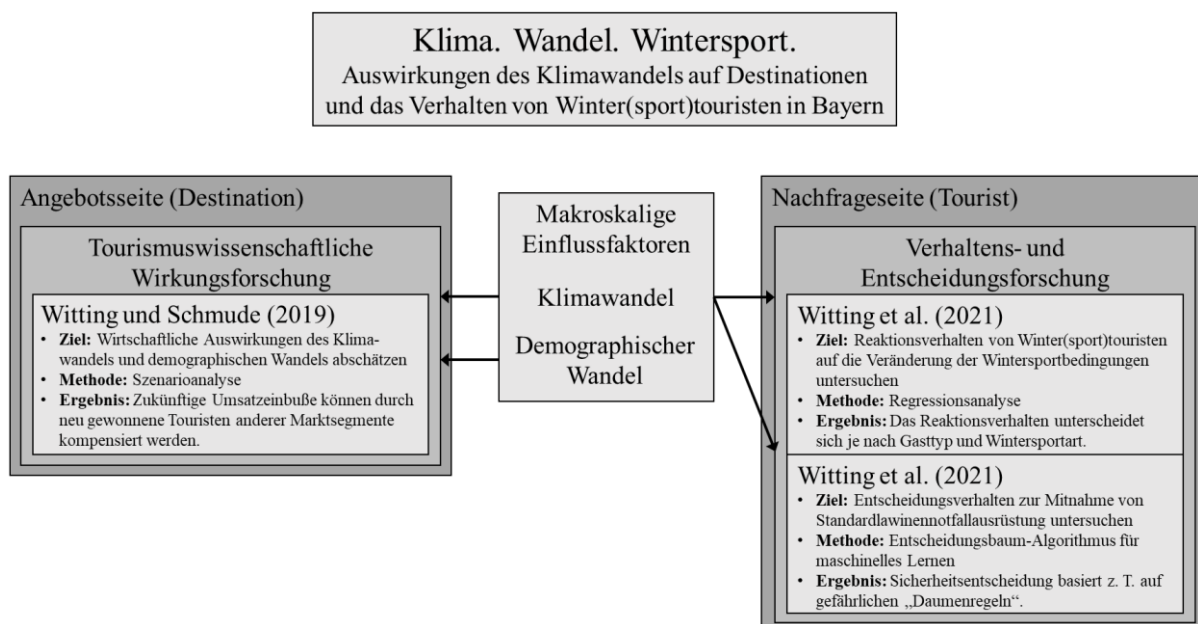 Klima. Wandel. Wintersport.
Auswirkungen des Klimawandels auf Destinationen
und das Verhalten von Winter(sport)touristen in Bayern
Angebotsseite (Destination)
Tourismuswissenschaftliche
Wirkungsforschung
Witting und Schmude (2019)
• Ziel: Wirtschaftliche Auswirkungen des Klima-
wandels und demographischen Wandels abschätzen
• Methode: Szenarioanalyse
• Ergebnis: Zukünftige Umsatzeinbuße können durch
neu gewonnene Touristen anderer Marktsegmente
kompensiert werden.
Makroskalige
Einflussfaktoren
Klimawandel
Demographischer
Wandel
Nachfrageseite (Tourist)
Verhaltens- und
Entscheidungsforschung
Witting et al. (2021)
• Ziel: Reaktionsverhalten von Winter(sport)touristen
auf die Veränderung der Wintersportbedingungen
untersuchen
• Methode: Regressionsanalyse
• Ergebnis: Das Reaktionsverhalten unterscheidet
sich je nach Gasttyp und Wintersportart.
Witting et al. (2021)
• Ziel: Entscheidungsverhalten zur Mitnahme von
Standardlawinennotfallausrüstung untersuchen
• Methode: Entscheidungsbaum-Algorithmus für
maschinelles Lernen
• Ergebnis: Sicherheitsentscheidung basiert z. T. auf
gefährlichen „Daumenregeln“.